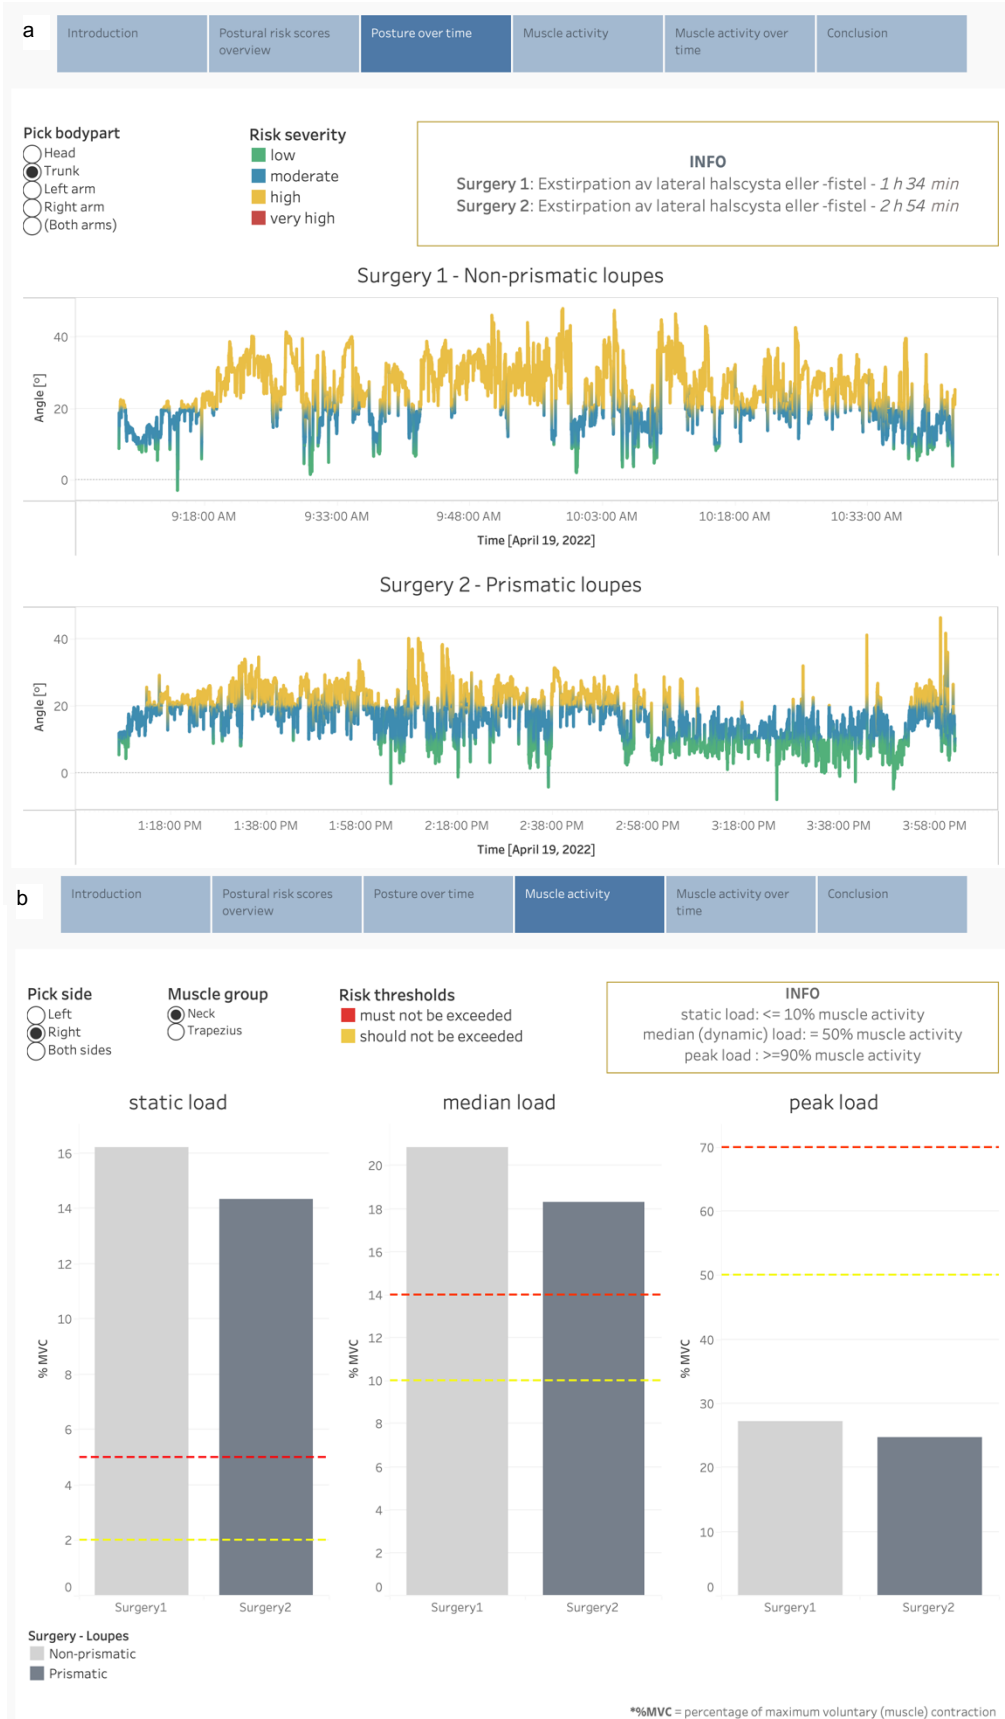 a
Introduction
Postural risk scores
overview
Posture over time
Muscle activity
Muscle activity over
time
Conclusion
Pick bodypart
Head
Trunk
Left arm
Right arm
(Both arms)
Risk severity
low
moderate
high
very high
INFO
Surgery 1: Exstirpation av lateral halscysta eller -fistel - 1 h 34 min
Surgery 2: Exstirpation av lateral halscysta eller -fistel - 2 h 54 min
Surgery 1 - Non-prismatic loupes
Angle [°]
40
20
0
9:18:00 AM 9:33:00 AM 9:48:00 AM 10:03:00 AM 10:18:00 AM 10:33:00 AM
Time [April 19, 2022]
Surgery 2 - Prismatic loupes
Angle [°]
40
20
0
1:18:00 PM 1:38:00 PM 1:58:00 PM 2:18:00 PM 2:38:00 PM 2:58:00 PM 3:18:00 PM 3:38:00 PM 3:58:00 PM
Time [April 19, 2022]
b
Introduction
Postural risk scores
overview
Posture over time
Muscle activity
Muscle activity over
time
Conclusion
Pick side
Left
Right
Both sides
Muscle group
Neck
Trapezius
Risk thresholds
must not be exceeded
should not be exceeded
INFO
static load: <= 10% muscle activity
median (dynamic) load: = 50% muscle activity
peak load : >=90% muscle activity
static load
% MVC
16
14
12
10
8
6
4
2
0
Surgery1 Surgery2
median load
% MVC
20
18
16
14
12
10
8
6
4
2
0
Surgery1 Surgery2
peak load
% MVC
70
60
50
40
30
20
10
0
Surgery1 Surgery2
Surgery - Loupes
Non-prismatic
Prismatic
*%MVC = percentage of maximum voluntary (muscle) contraction